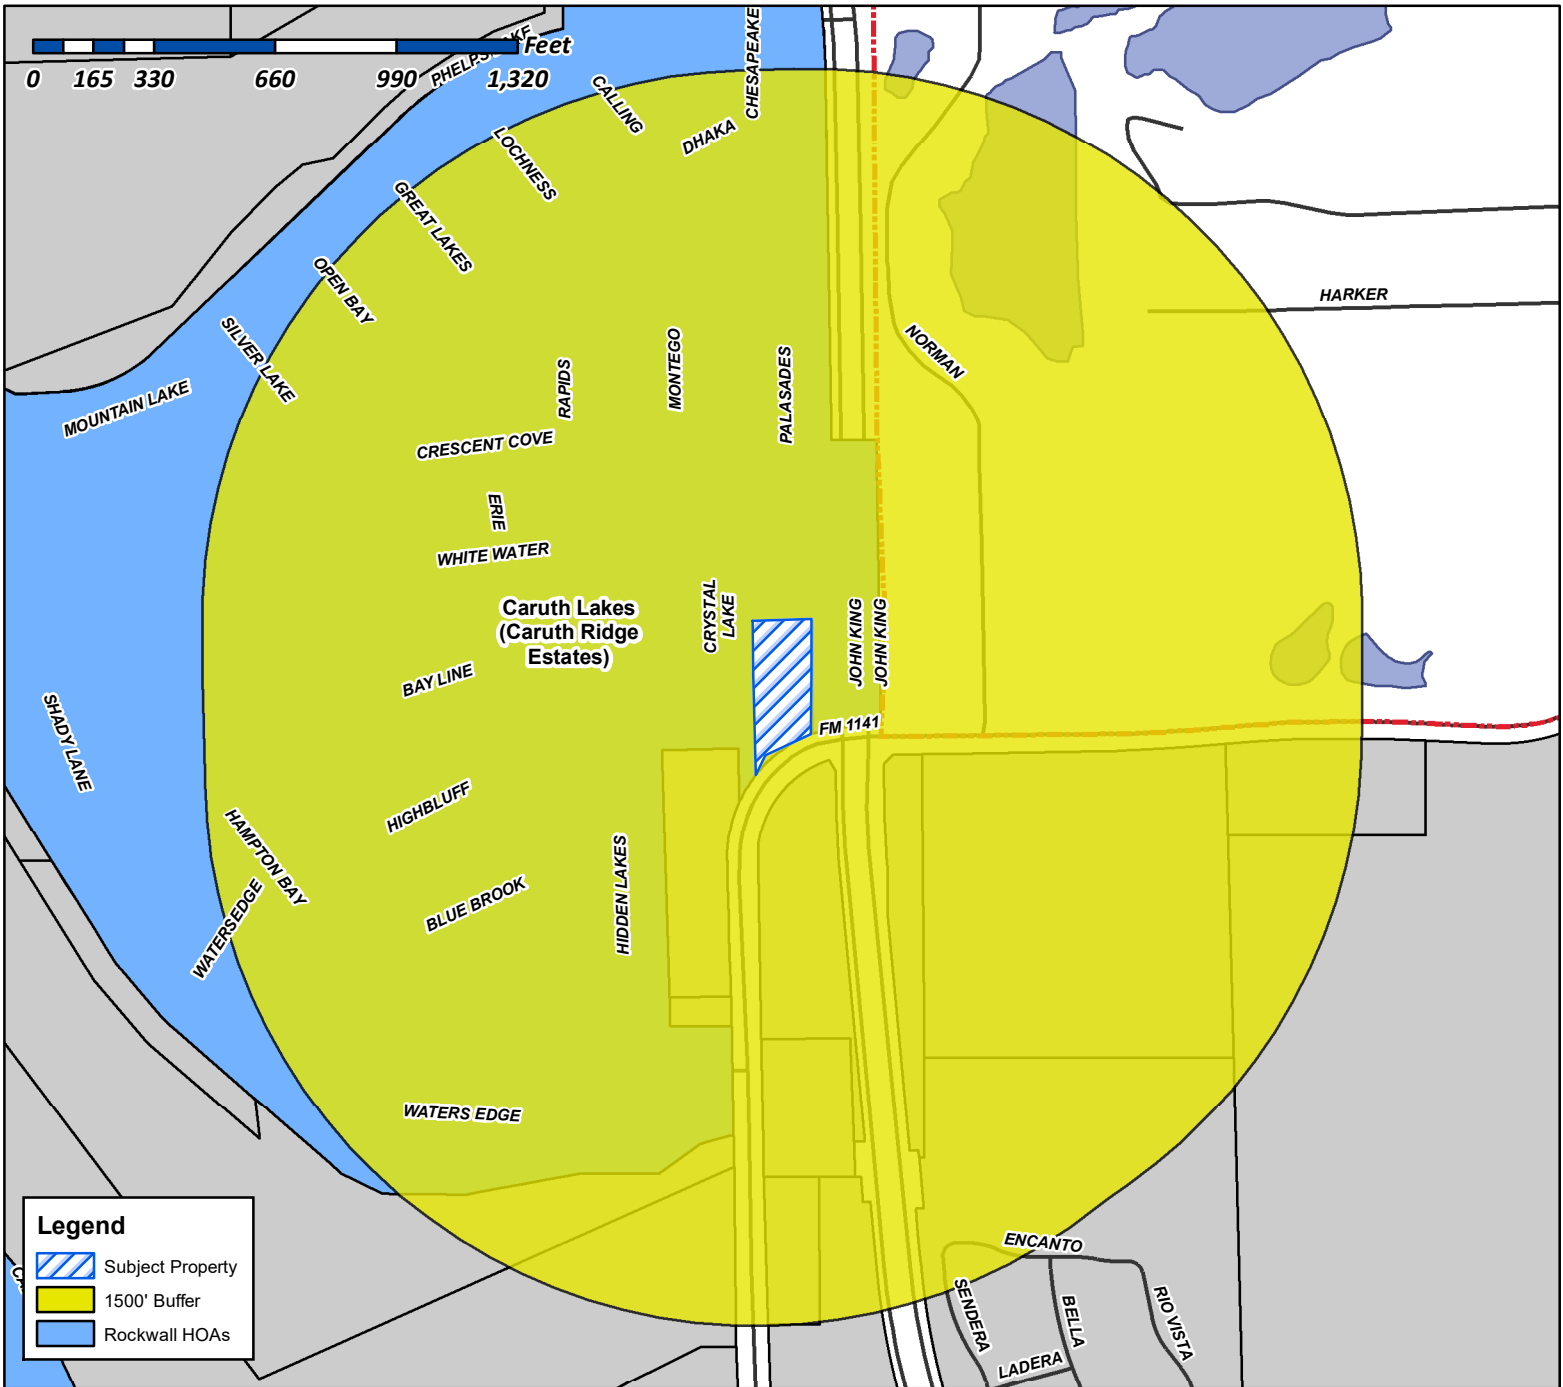 PHELPS LAKE
Feet
0 165 330 660 990 1,320
CHESAPEAKE
CALLING
DHAKA
LOCHNESS
GREAT LAKES
OPEN BAY
SILVER LAKE
MOUNTAIN LAKE
HARKER
NORMAN
RAPIDS
MONTEGO
PALASADES
CRESCENT COVE
ERIE
WHITE WATER
Caruth Lakes
(Caruth Ridge
Estates)
CRYSTAL
LAKE
JOHN KING
JOHN KING
BAY LINE
FM 1141
SHADY LANE
HIGHBLUFF
HAMPTON BAY
WATERSEDGE
BLUE BROOK
HIDDEN LAKES
WATERS EDGE
ENCANTO
SENDERA
BELLA
RIO VISTA
LADERA
Legend
Subject Property
1500' Buffer
Rockwall HOAs